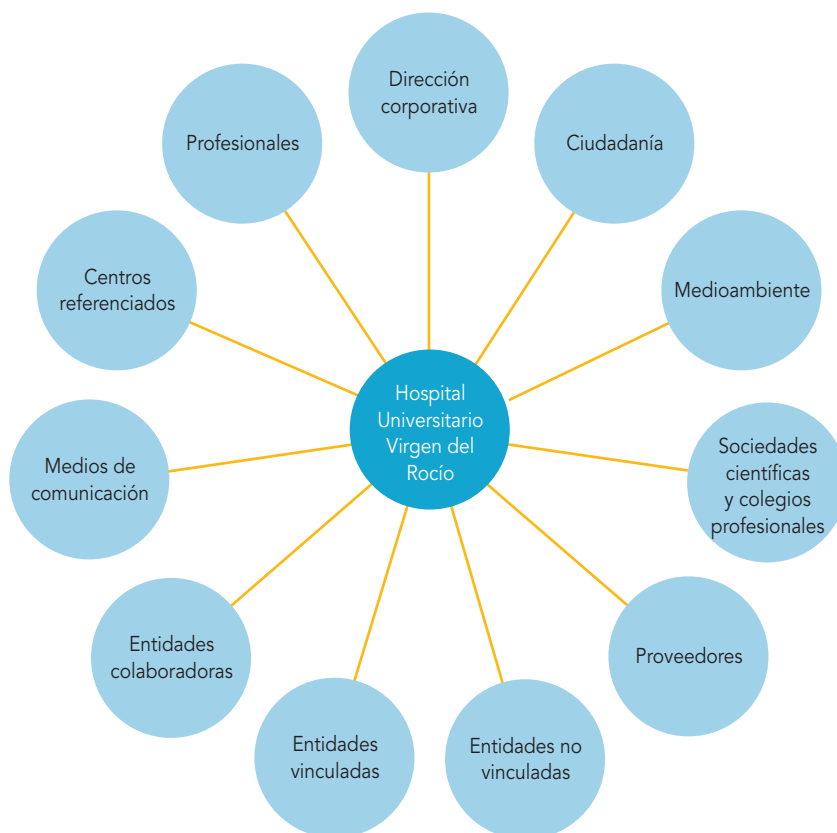 Dirección
corporativa
Ciudadanía
Medioambiente
Sociedades
científicas
y colegios
profesionales
Proveedores
Entidades no
vinculadas
Entidades
vinculadas
Entidades
colaboradoras
Medios de
comunicación
Centros
referenciados
Profesionales
Hospital
Universitario
Virgen del
Rocío